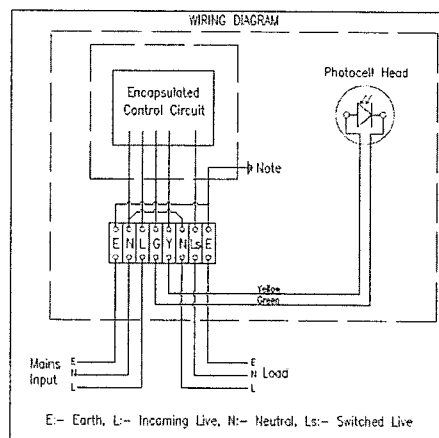 WIRING DIAGRAM
Encapsulated
Control Circuit
Photocell Head
Note
E N L G Y N Ls E
Yellow
Green
Mains
Input
E
N
L
E
N
L
Load
E:- Earth, L:- Incoming Live, N:- Neutral, Ls:- Switched Live